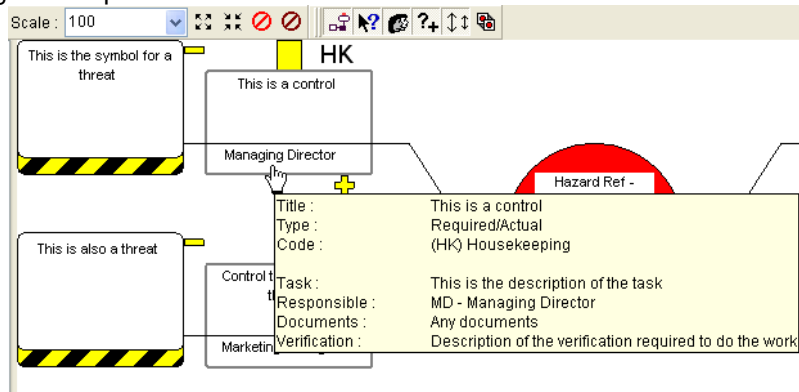 Scale : 100
This is the symbol for a
threat
HK
This is a control
Managing Director
Hazard Ref -
Title : This is a control
Type : Required/Actual
Code : (HK) Housekeeping
Task : This is the description of the task
Responsible : MD - Managing Director
Documents : Any documents
Verification : Description of the verification required to do the work
This is also a threat
Control t